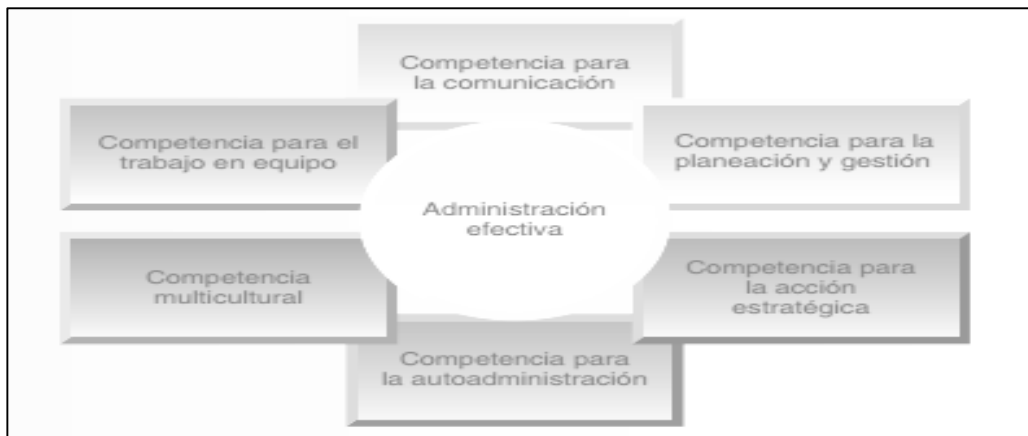 Competencia para
la comunicación
Competencia para el
trabajo en equipo
Competencia para la
planeación y gestión
Administración
efectiva
Competencia
multicultural
Competencia para
la acción
estratégica
Competencia para
la autoadministración